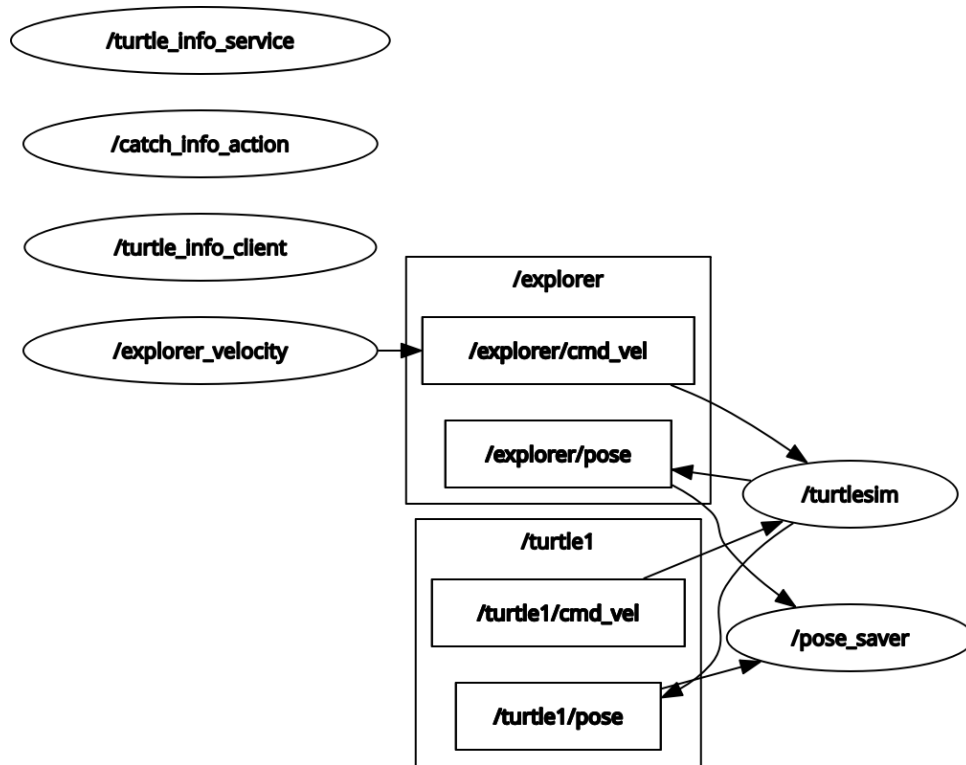 /turtle_info_service
/catch_info_action
/turtle_info_client
/explorer_velocity
/explorer
/explorer/cmd_vel
/explorer/pose
/turtle1
/turtle1/cmd_vel
/turtle1/pose
/turtlesim
/pose_saver